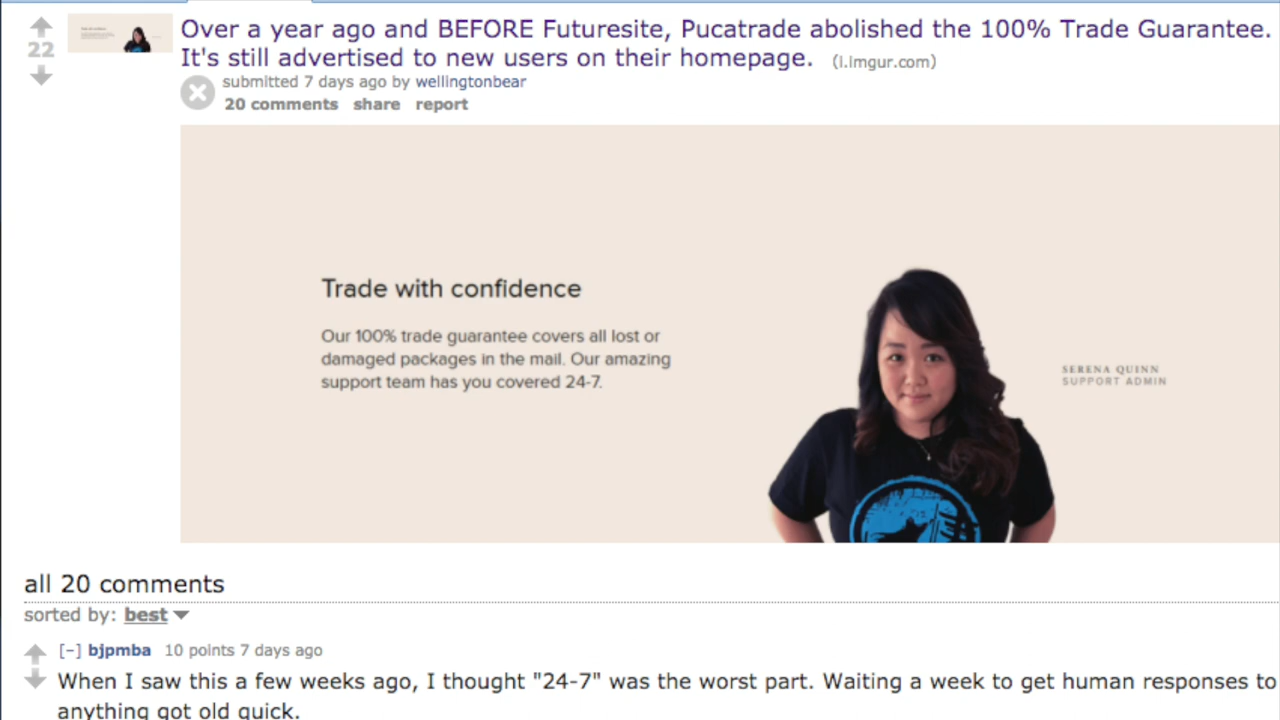 Over a year ago and BEFORE Futuresite, Pucatrade abolished the 100% Trade Guarantee.
It's still advertised to new users on their homepage. (i.imgur.com)
22
submitted 7 days ago by wellingtonbear
20 comments share report
Trade with confidence
Our 100% trade guarantee covers all lost or
damaged packages in the mail. Our amazing
support team has you covered 24-7.
SERENA QUINN
SUPPORT ADMIN
all 20 comments
sorted by: best
[–] bjpmba 10 points 7 days ago
When I saw this a few weeks ago, I thought "24-7" was the worst part. Waiting a week to get human responses to
anything got old quick.